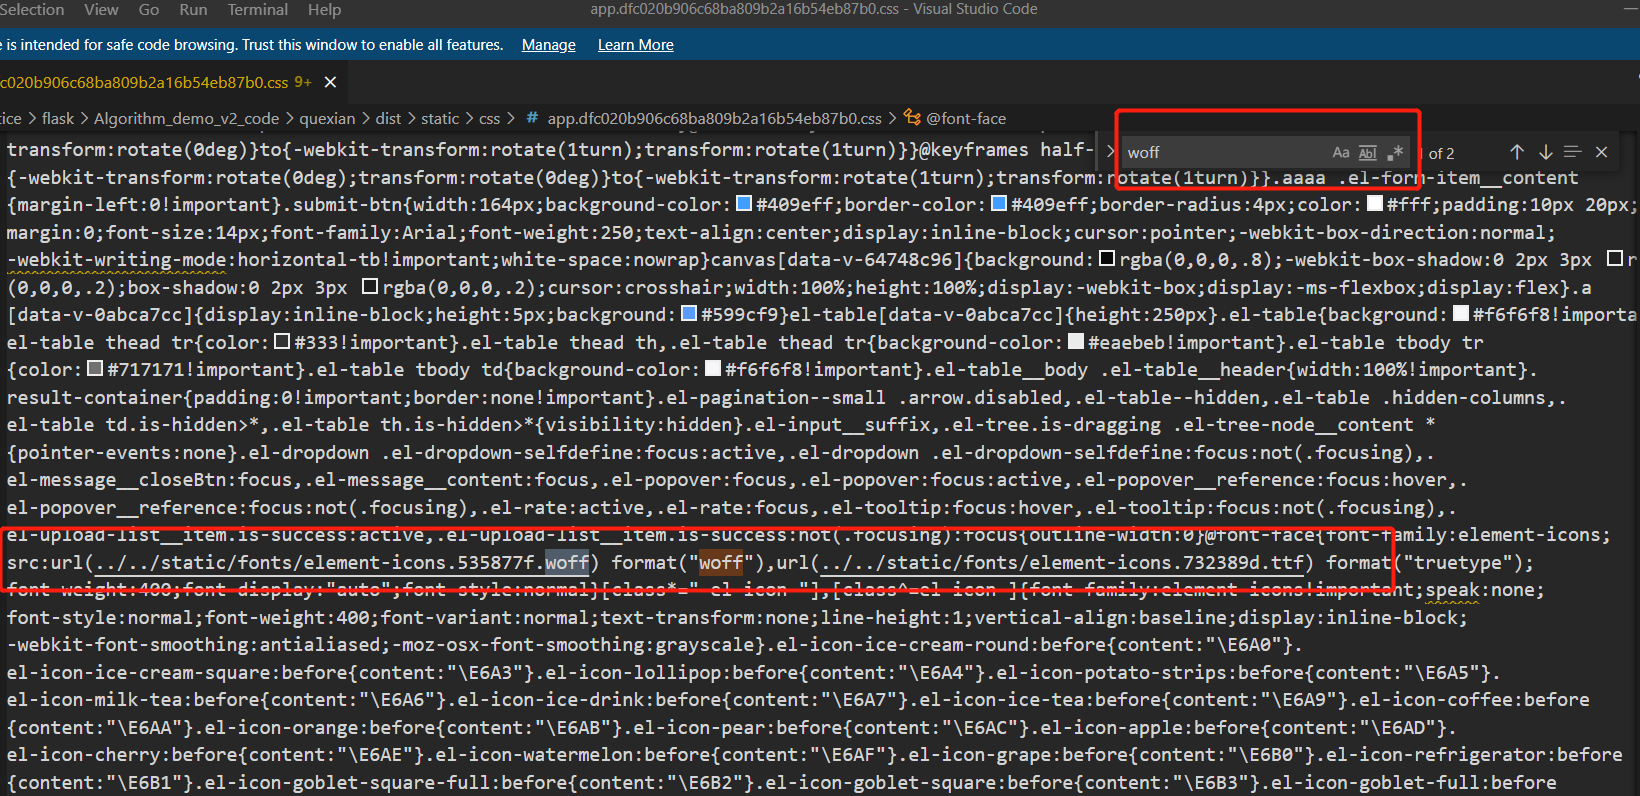 Selection View Go Run Terminal Help app.dfc020b906c68ba809b2a16b54eb87b0.css - Visual Studio Code
e is intended for safe code browsing. Trust this window to enable all features. Manage Learn More
fc020b906c68ba809b2a16b54eb87b0.css 9+
tice > flask > Algorithm_demo_v2_code > quexian > dist > static > css > # app.dfc020b906c68ba809b2a16b54eb87b0.css > @font-face
woff Aa Abl .* 1 of 2
transform:rotate(0deg)}to{-webkit-transform:rotate(1turn);transform:rotate(1turn)}}@keyframes half-
{-webkit-transform:rotate(0deg);transform:rotate(0deg)}to{-webkit-transform:rotate(1turn);transform:rotate(1turn)}}.aaaa .el-form-item__content
{margin-left:0!important}.submit-btn{width:164px;background-color:#409eff;border-color:#409eff;border-radius:4px;color:#fff;padding:10px 20px;
margin:0;font-size:14px;font-family:Arial;font-weight:250;text-align:center;display:inline-block;cursor:pointer;-webkit-box-direction:normal;
-webkit-writing-mode:horizontal-tb!important;white-space:nowrap}canvas[data-v-64748c96]{background:rgba(0,0,0,.8);-webkit-box-shadow:0 2px 3px r
(0,0,0,.2);box-shadow:0 2px 3px rgba(0,0,0,.2);cursor:crosshair;width:100%;height:100%;display:-webkit-box;display:-ms-flexbox;display:flex}.a
[data-v-0abca7cc]{display:inline-block;height:5px;background:#599cf9}el-table[data-v-0abca7cc]{height:250px}.el-table{background:#f6f6f8!importa
el-table thead tr{color:#333!important}.el-table thead th,.el-table thead tr{background-color:#eaebeb!important}.el-table tbody tr
{color:#717171!important}.el-table tbody td{background-color:#f6f6f8!important}.el-table__body .el-table__header{width:100%!important}.
result-container{padding:0!important;border:none!important}.el-pagination--small .arrow.disabled,.el-table--hidden,.el-table .hidden-columns,.
el-table td.is-hidden>*,.el-table th.is-hidden>*{visibility:hidden}.el-input__suffix,.el-tree.is-dragging .el-tree-node__content *
{pointer-events:none}.el-dropdown .el-dropdown-selfdefine:focus:active,.el-dropdown .el-dropdown-selfdefine:focus:not(.focusing),.
el-message__closeBtn:focus,.el-message__content:focus,.el-popover:focus,.el-popover:focus:active,.el-popover__reference:focus:hover,.
el-popover__reference:focus:not(.focusing),.el-rate:active,.el-rate:focus,.el-tooltip:focus:hover,.el-tooltip:focus:not(.focusing),.
el-upload-list__item.is-success:active,.el-upload-list__item.is-success:not(.focusing):focus{outline-width:0}@font-face{font-family:element-icons;
src:url(../../static/fonts/element-icons.535877f.woff) format("woff"),url(../../static/fonts/element-icons.732389d.ttf) format("truetype");
font-weight:400;font-display:"auto";font-style:normal}[class*=" el-icon-"],[class^=el-icon-]{font-family:element-icons!important;speak:none;
font-style:normal;font-weight:400;font-variant:normal;text-transform:none;line-height:1;vertical-align:baseline;display:inline-block;
-webkit-font-smoothing:antialiased;-moz-osx-font-smoothing:grayscale}.el-icon-ice-cream-round:before{content:"\E6A0"}.
el-icon-ice-cream-square:before{content:"\E6A3"}.el-icon-lollipop:before{content:"\E6A4"}.el-icon-potato-strips:before{content:"\E6A5"}.
el-icon-milk-tea:before{content:"\E6A6"}.el-icon-ice-drink:before{content:"\E6A7"}.el-icon-ice-tea:before{content:"\E6A9"}.el-icon-coffee:before
{content:"\E6AA"}.el-icon-orange:before{content:"\E6AB"}.el-icon-pear:before{content:"\E6AC"}.el-icon-apple:before{content:"\E6AD"}.
el-icon-cherry:before{content:"\E6AE"}.el-icon-watermelon:before{content:"\E6AF"}.el-icon-grape:before{content:"\E6B0"}.el-icon-refrigerator:before
{content:"\E6B1"}.el-icon-goblet-square-full:before{content:"\E6B2"}.el-icon-goblet-square:before{content:"\E6B3"}.el-icon-goblet-full:before